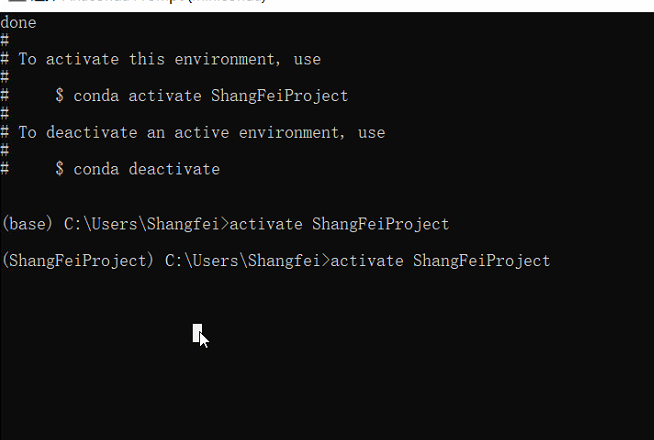 done
#
# To activate this environment, use
#
#     $ conda activate ShangFeiProject
#
# To deactivate an active environment, use
#
#     $ conda deactivate
(base) C:\Users\Shangfei>activate ShangFeiProject
(ShangFeiProject) C:\Users\Shangfei>activate ShangFeiProject